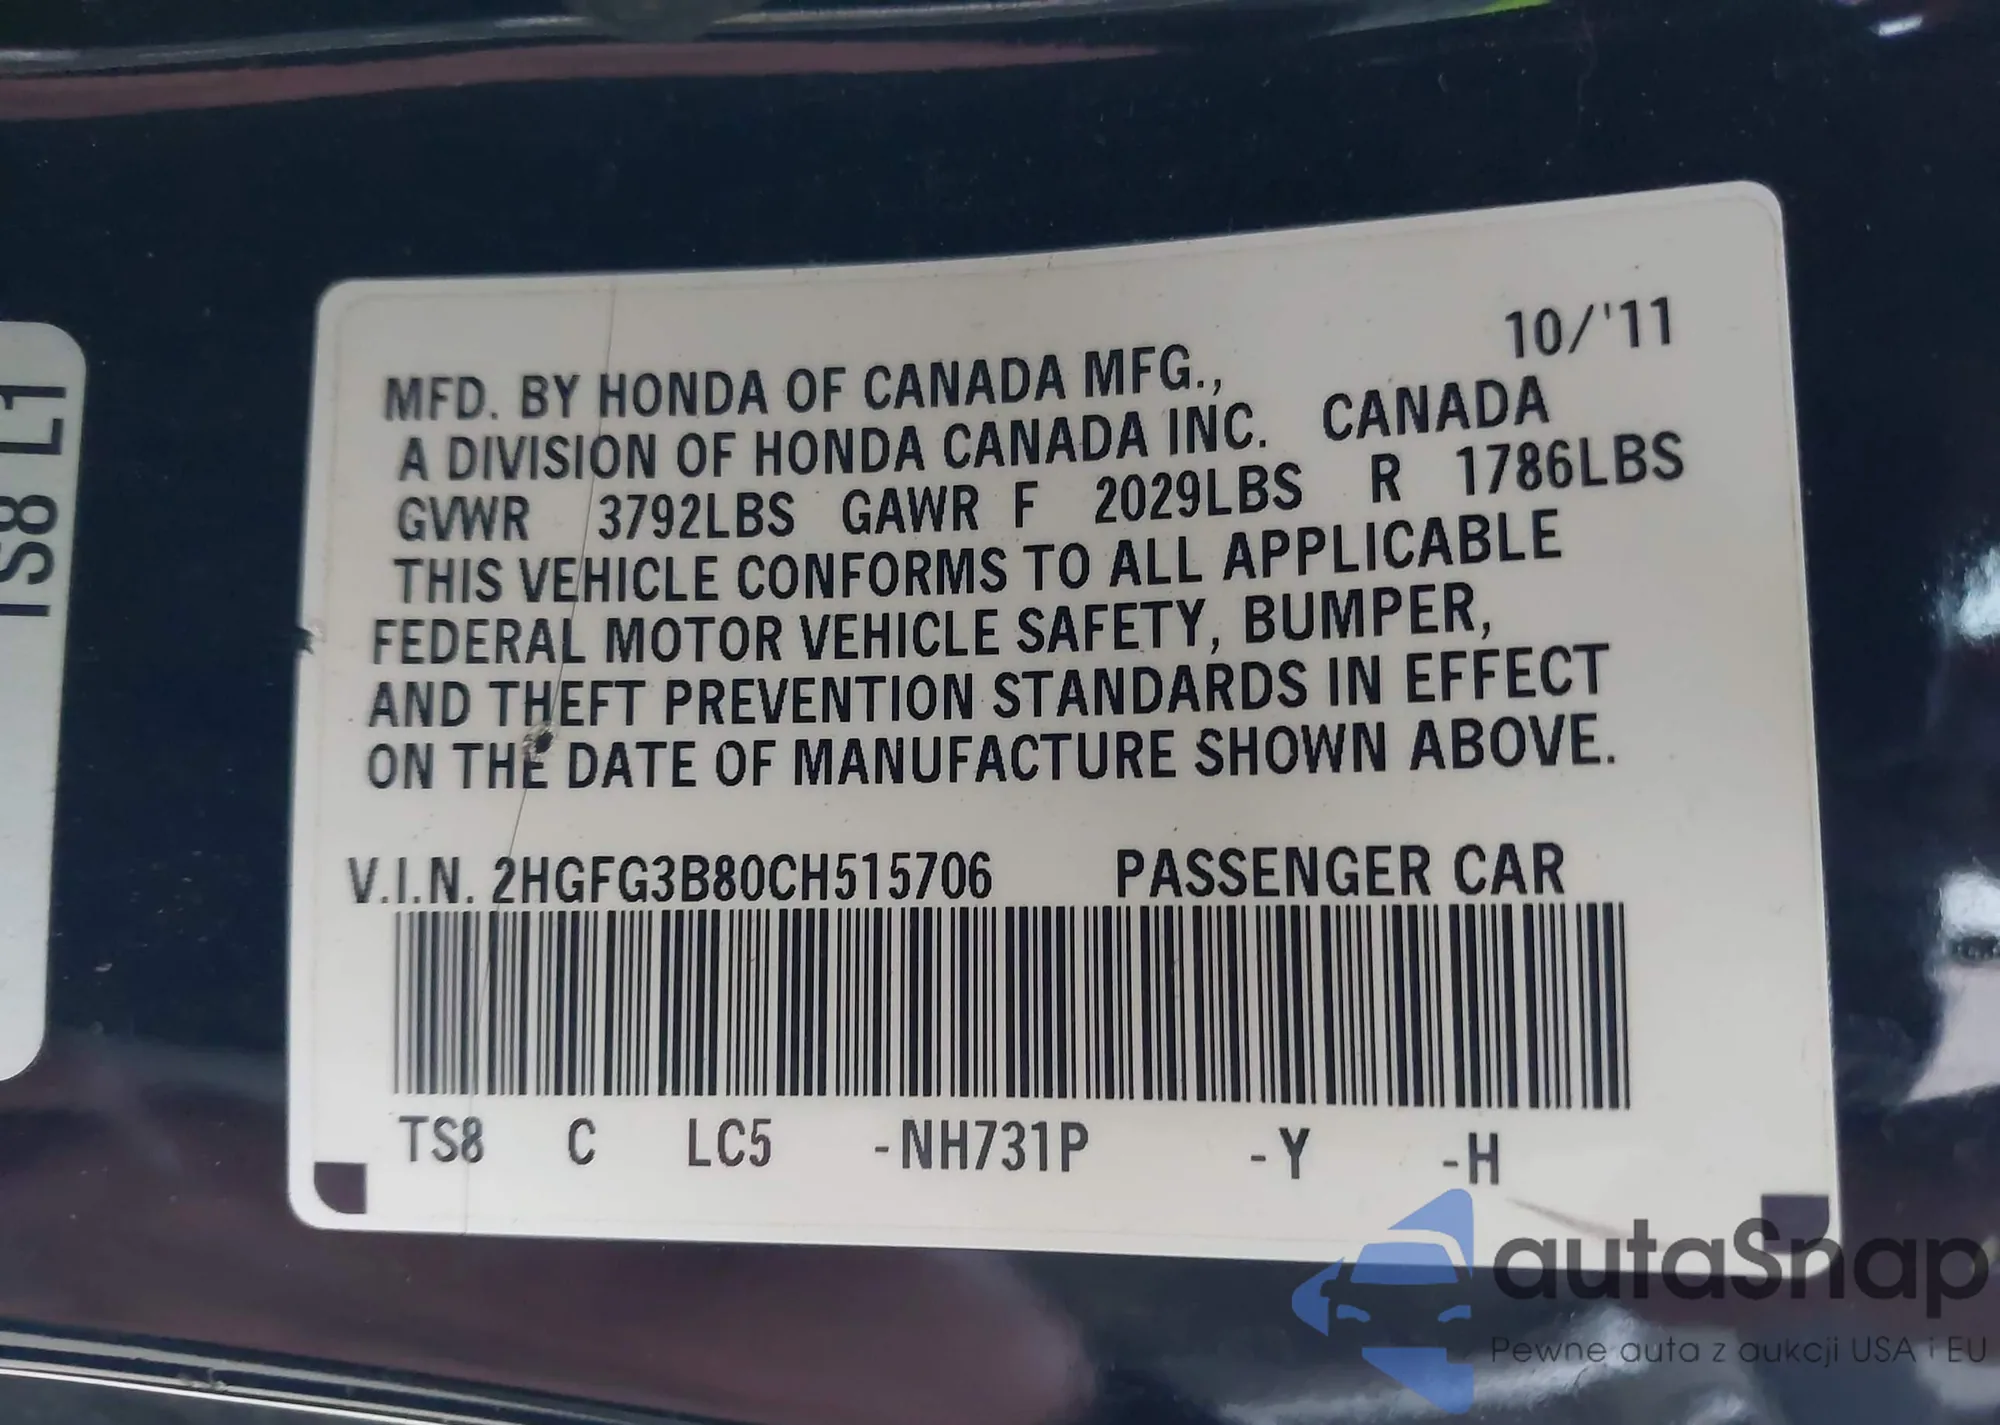 10/'11
MFD. BY HONDA OF CANADA MFG.,
A DIVISION OF HONDA CANADA INC. CANADA
GVWR 3792LBS GAWR F 2029LBS R 1786LBS
THIS VEHICLE CONFORMS TO ALL APPLICABLE
FEDERAL MOTOR VEHICLE SAFETY, BUMPER,
AND THEFT PREVENTION STANDARDS IN EFFECT
ON THE DATE OF MANUFACTURE SHOWN ABOVE.
V.I.N. 2HGFG3B80CH515706 PASSENGER CAR
TS8 C LC5 -NH731P -Y -H
TS8 L1
autaSnap
Pewne auta z aukcji USA i EU